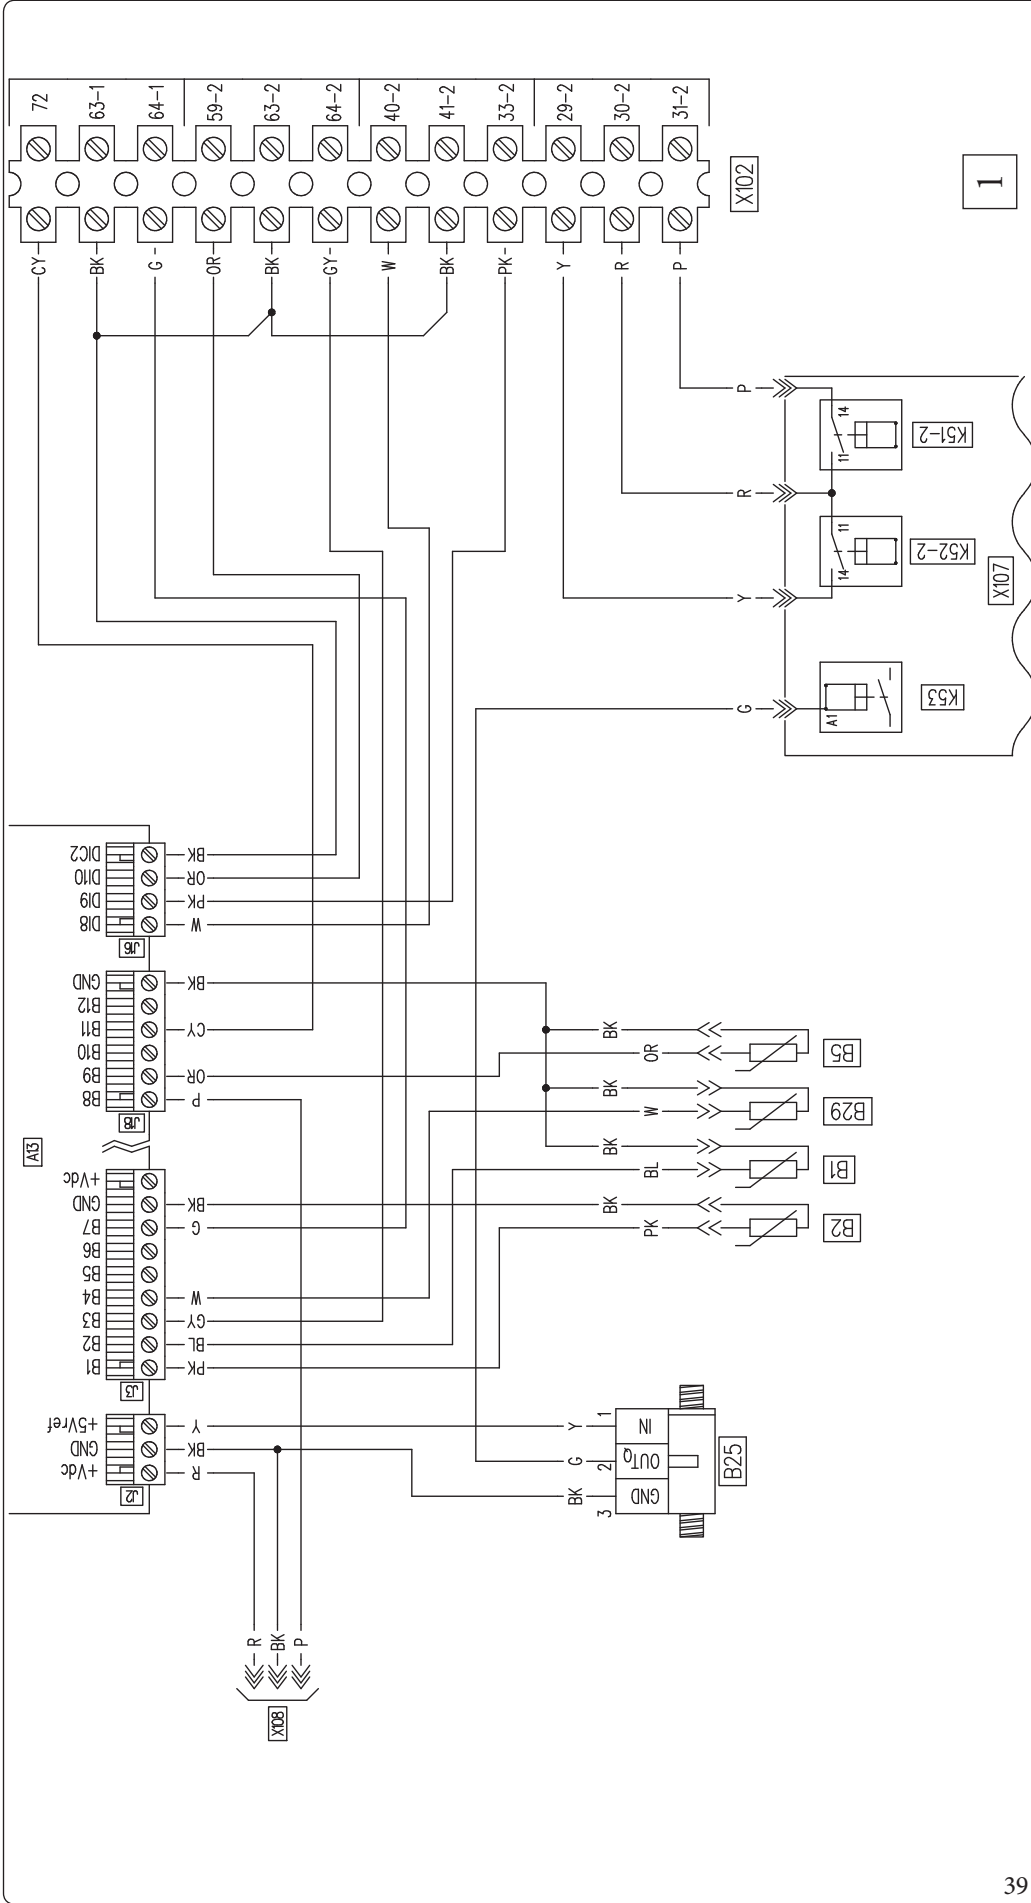 72
63-1
64-1
59-2
63-2
64-2
40-2
41-2
33-2
29-2
30-2
31-2
X102
1
CY
BK
G
OR
BK
GY
W
BK
PK
Y
R
P
P
14
11
K51-2
R
11
14
K52-2
X107
Y
G
A1
K53
A13
DIC2
DI10
DI9
DI8
J16
BK
OR
PK
W
GND
B12
B11
B10
B9
B8
J18
BK
CY
OR
P
+Vdc
GND
B7
B6
B5
B4
B3
B2
B1
J3
BK
G
W
GY
BL
PK
+5Vref
GND
+Vdc
J2
Y
BK
R
BK
OR
B5
BK
W
B29
BK
BL
B1
BK
PK
B2
Y
G
BK
1
2
3
IN
OUT
Q
GND
B25
R
BK
P
X108
39